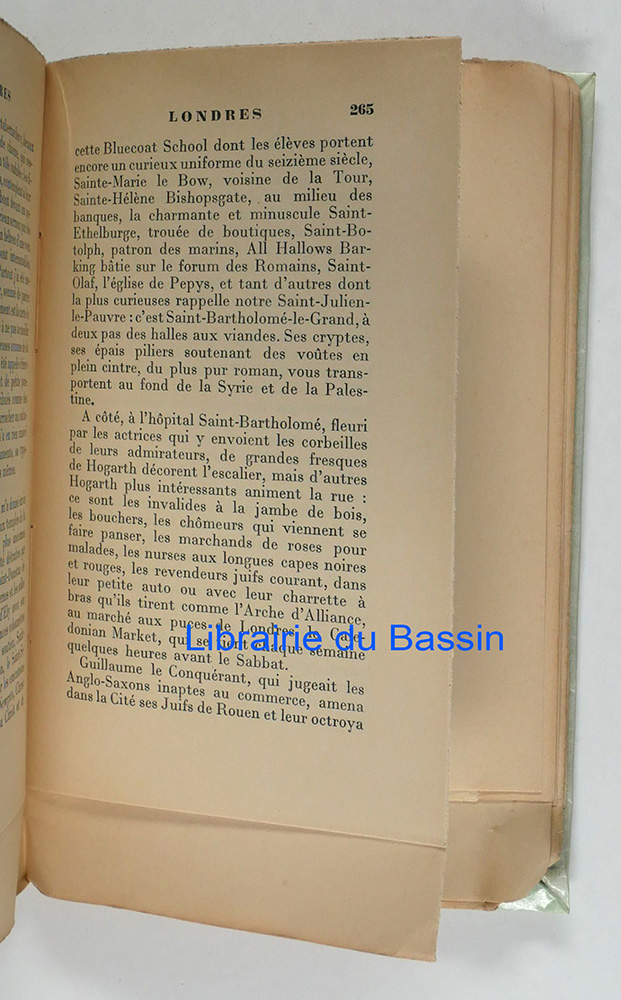 LONDRES 265
cette Bluecoat School dont les élèves portent
encore un curieux uniforme du seizième siècle,
Sainte-Marie le Bow, voisine de la Tour,
Sainte-Hélène Bishopsgate, au milieu des
banques, la charmante et minuscule Saint-
Ethelburge, trouée de boutiques, Saint-Bo-
tolph, patron des marins, All Hallows Bar-
king bâtie sur le forum des Romains, Saint-
Olaf, l'église de Pepys, et tant d'autres dont
la plus curieuses rappelle notre Saint-Julien-
le-Pauvre : c'est Saint-Bartholomé-le-Grand, à
deux pas des halles aux viandes. Ses cryptes,
ses épais piliers soutenant des voûtes en
plein cintre, du plus pur roman, vous trans-
portent au fond de la Syrie et de la Pales-
tine.
A côté, à l'hôpital Saint-Bartholomé, fleuri
par les actrices qui y envoient les corbeilles
de leurs admirateurs, de grandes fresques
de Hogarth décorent l'escalier, mais d'autres
Hogarth plus intéressants animent la rue :
ce sont les invalides à la jambe de bois,
les bouchers, les chômeurs qui viennent se
faire panser, les marchands de roses pour
malades, les nurses aux longues capes noires
et rouges, les revendeurs juifs courant, dans
leur petite auto ou avec leur charrette à
bras qu'ils tirent comme l'Arche d'Alliance,
au marché aux puces de Londres, le Cale-
donian Market, qui se tient chaque semaine
quelques heures avant le Sabbat.
Guillaume le Conquérant, qui jugeait les
Anglo-Saxons inaptes au commerce, amena
dans la Cité ses Juifs de Rouen et leur octroya
Librairie du Bassin